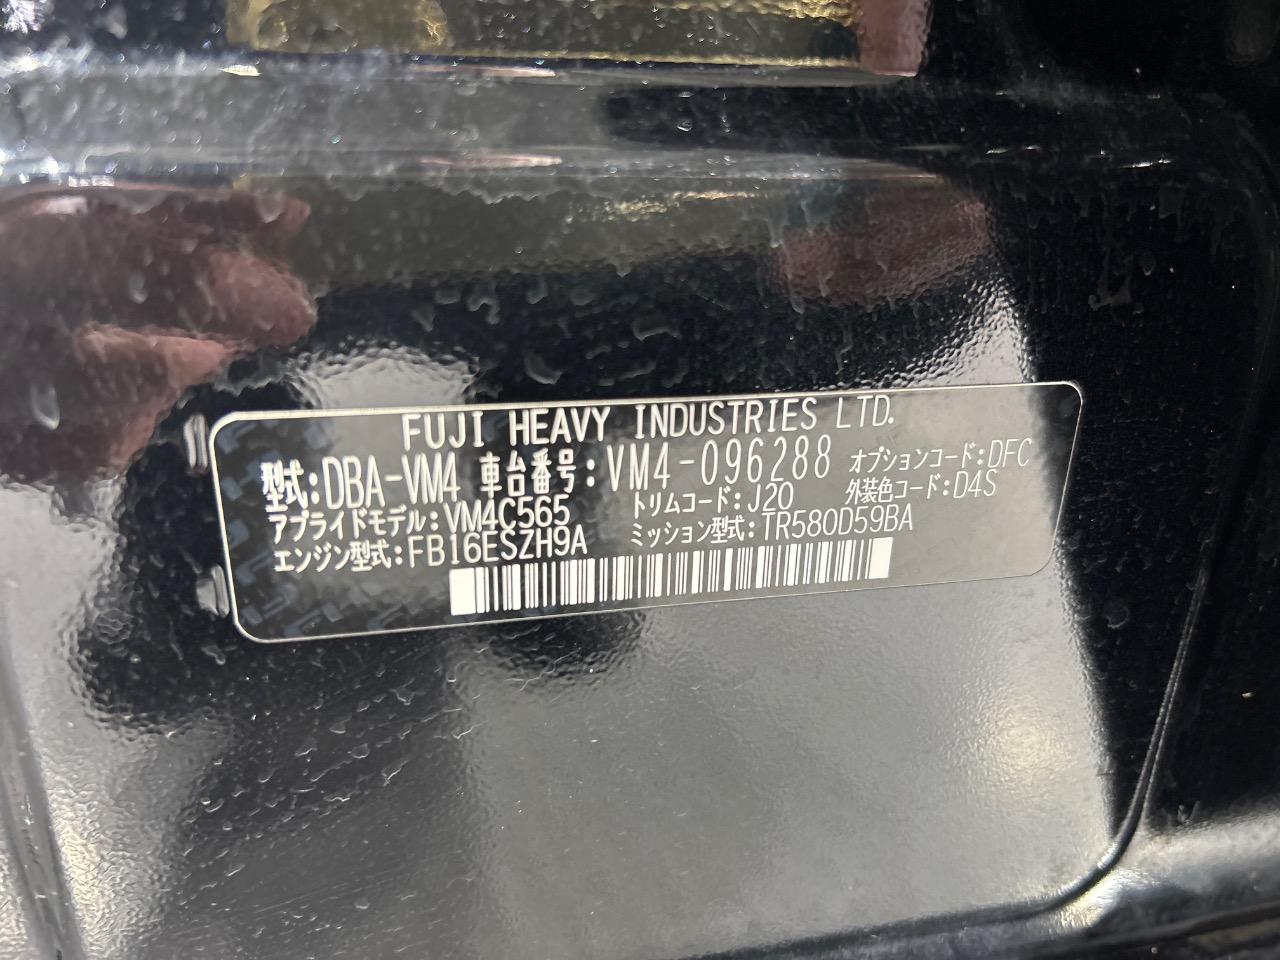 FUJI HEAVY INDUSTRIES LTD.
型式:DBA-VM4 車台番号:VM4-096288 オプションコード:DFC
アプライドモデル:VM4C565 トリムコード:J20 外装色コード:D4S
エンジン型式:FB16ESZH9A ミッション型式:TR580D59BA